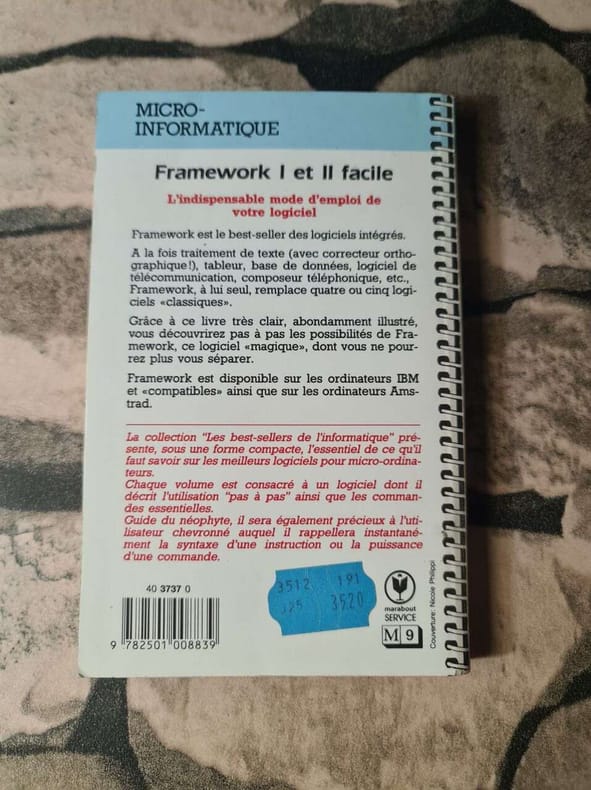 MICRO-
INFORMATIQUE
Framework I et II facile
L'indispensable mode d'emploi de
votre logiciel
Framework est le best-seller des logiciels intégrés.
A la fois traitement de texte (avec correcteur ortho-
graphique!), tableur, base de données, logiciel de
télécommunication, composeur téléphonique, etc.,
Framework, à lui seul, remplace quatre ou cinq logi-
ciels «classiques».
Grâce à ce livre très clair, abondamment illustré,
vous découvrirez pas à pas les possibilités de Fra-
mework, ce logiciel «magique», dont vous ne pour-
rez plus vous séparer.
Framework est disponible sur les ordinateurs IBM
et «compatibles» ainsi que sur les ordinateurs Ams-
trad.
La collection "Les best-sellers de l'informatique" pré-
sente, sous une forme compacte, l'essentiel de ce qu'il
faut savoir sur les meilleurs logiciels pour micro-ordina-
teurs.
Chaque volume est consacré à un logiciel dont il
décrit l'utilisation "pas à pas" ainsi que les comman-
des essentielles.
Guide du néophyte, il sera également précieux à l'uti-
lisateur chevronné auquel il rappellera instantané-
ment la syntaxe d'une instruction ou la puissance
d'une commande.
40 3737 0
9 782501 008839
3512 191
35.20
marabout
SERVICE
M 9
Couverture: Nicole Philippi